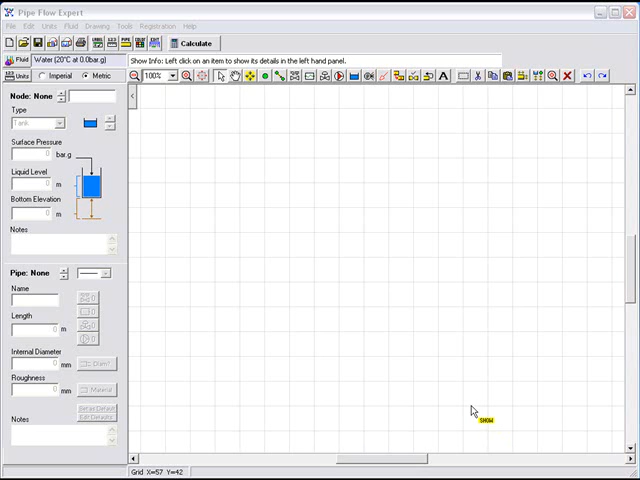 Pipe Flow Expert
File Edit Units Fluid Drawing Tools Registration Help
Calculate
Fluid Water (20°C at 0.0bar.g) Show Info: Left click on an item to show its details in the left hand panel.
Units Imperial Metric 100% A
Node: None
Type
Tank
Surface Pressure
0 bar.g
Liquid Level
0 m
Bottom Elevation
0 m
Notes
Pipe: None
Name
0
Length
0
0 m
0
Internal Diameter
0
0 mm Diam?
Roughness
0 mm Material
Set as Default
Edit Defaults
Notes
SHOW
Grid X=57 Y=42